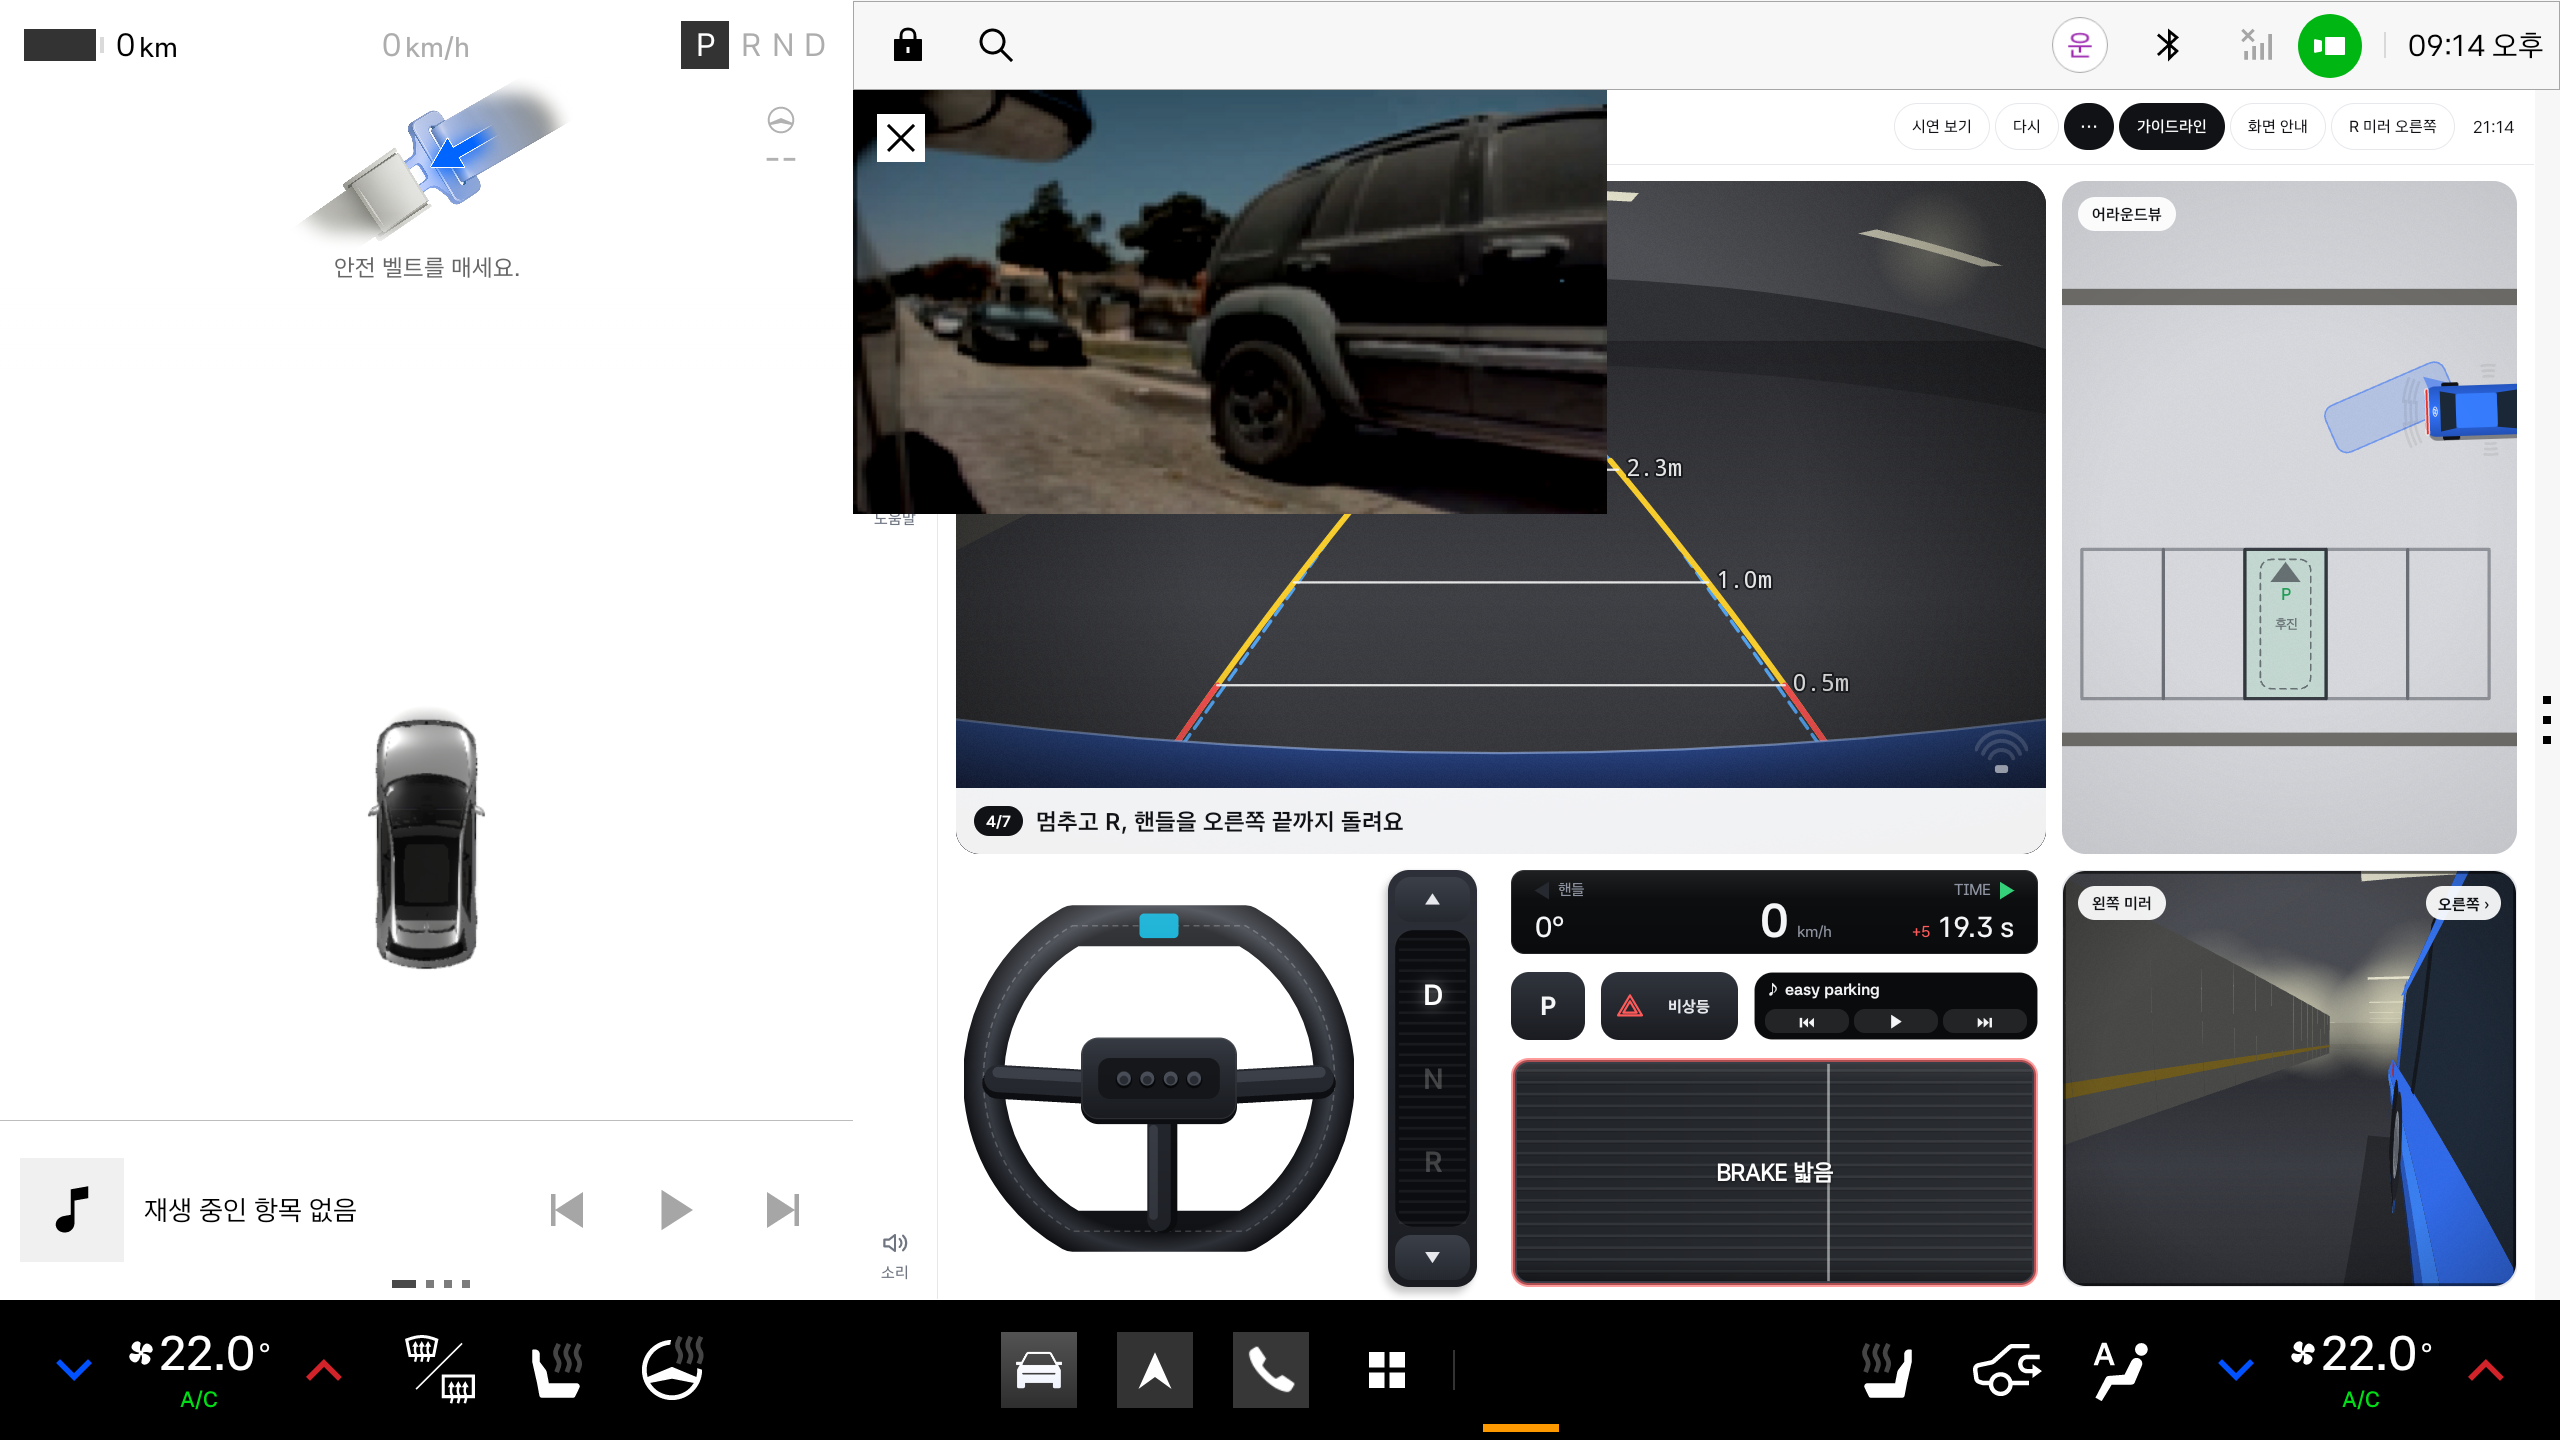 0 km
0 km/h
P R N D
안전 벨트를 매세요.
재생 중인 항목 없음
운
09:14 오후
시연 보기
다시
···
가이드라인
화면 안내
R 미러 오른쪽
21:14
도움말
2.3m
1.0m
0.5m
4/7 멈추고 R, 핸들을 오른쪽 끝까지 돌려요
어라운드뷰
P
후진
D
N
R
핸들
0°
0 km/h
TIME
+5 19.3 s
P
비상등
♪ easy parking
BRAKE 밟음
왼쪽 미러
오른쪽 ›
소리
22.0°
A/C
A
22.0°
A/C